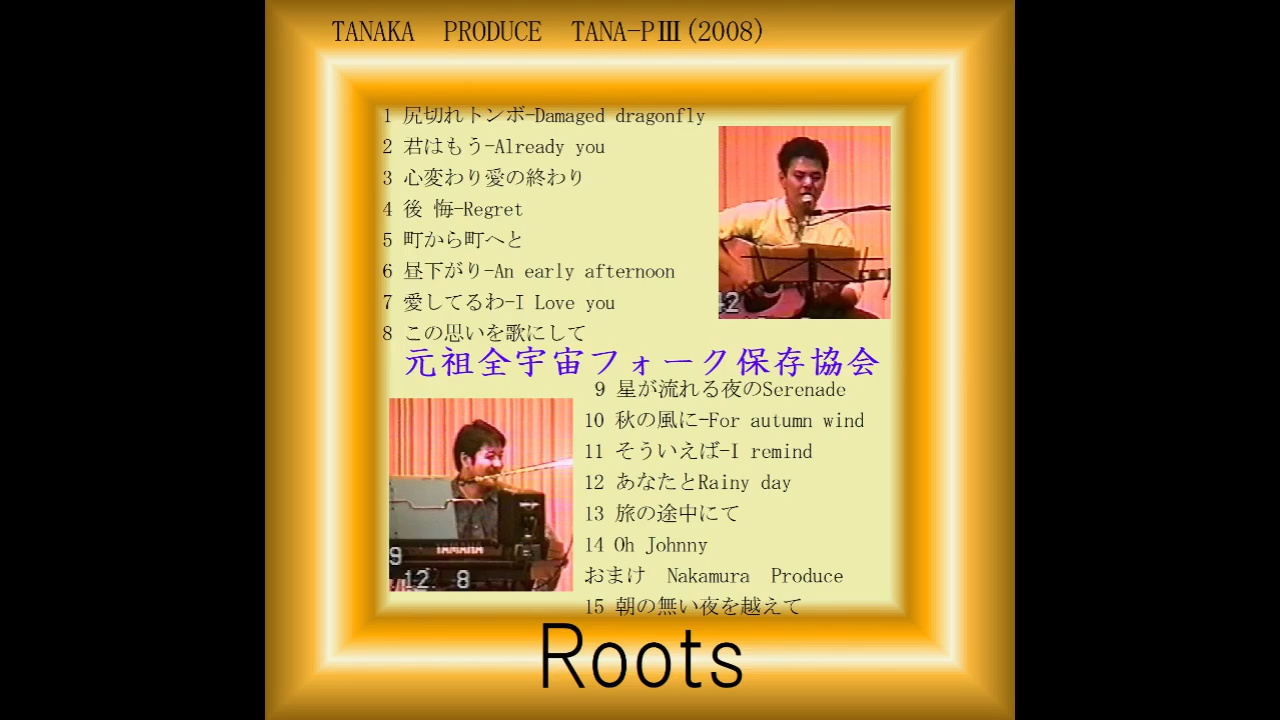 TANAKA　PRODUCE　TANA-PⅢ(2008)
1 尻切れトンボ-Damaged dragonfly
2 君はもう-Already you
3 心変わり愛の終わり
4 後 悔-Regret
5 町から町へと
6 昼下がり-An early afternoon
7 愛してるわ-I Love you
8 この思いを歌にして
42
元祖全宇宙フォーク保存協会
9 星が流れる夜のSerenade
10 秋の風に-For autumn wind
11 そういえば-I remind
12 あなたとRainy day
13 旅の途中にて
14 Oh Johnny
おまけ　Nakamura　Produce
15 朝の無い夜を越えて
YAMAHA
9
12. 8
Roots